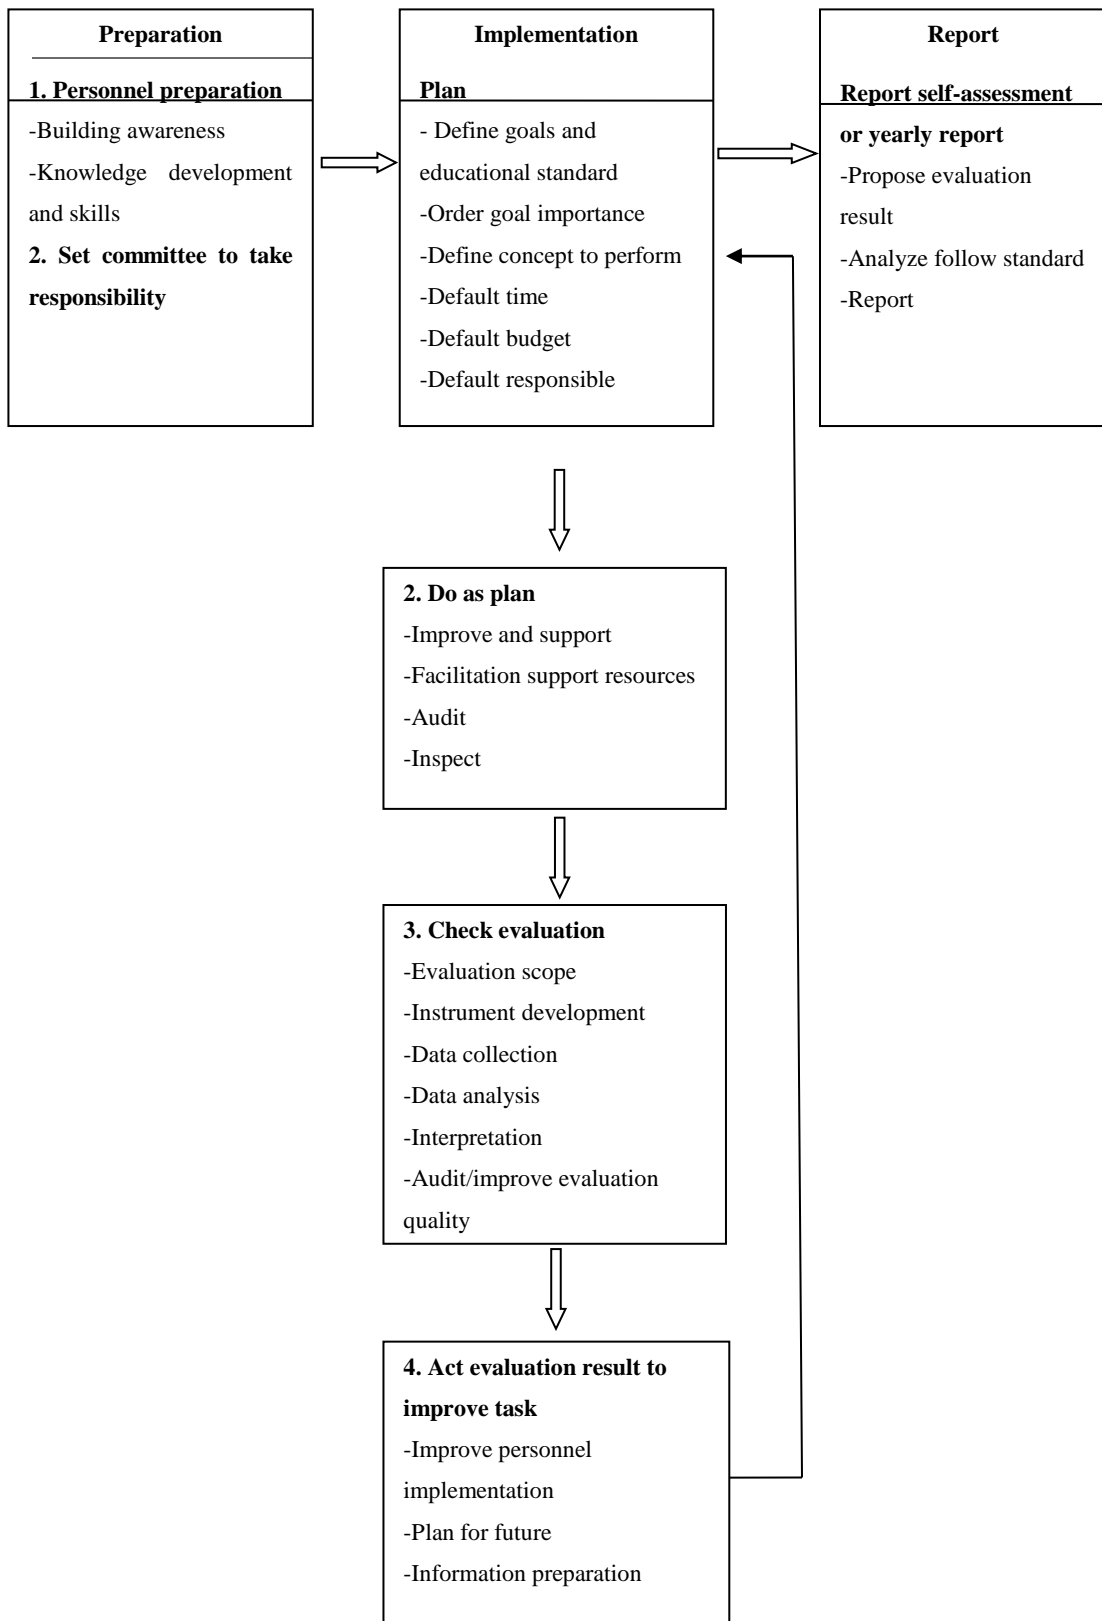 Preparation
1. Personnel preparation
-Building awareness
-Knowledge development
and skills
2. Set committee to take
responsibility
Implementation
Plan
- Define goals and
educational standard
-Order goal importance
-Define concept to perform
-Default time
-Default budget
-Default responsible
Report
Report self-assessment
or yearly report
-Propose evaluation
result
-Analyze follow standard
-Report
2. Do as plan
-Improve and support
-Facilitation support resources
-Audit
-Inspect
3. Check evaluation
-Evaluation scope
-Instrument development
-Data collection
-Data analysis
-Interpretation
-Audit/improve evaluation
quality
4. Act evaluation result to
improve task
-Improve personnel
implementation
-Plan for future
-Information preparation